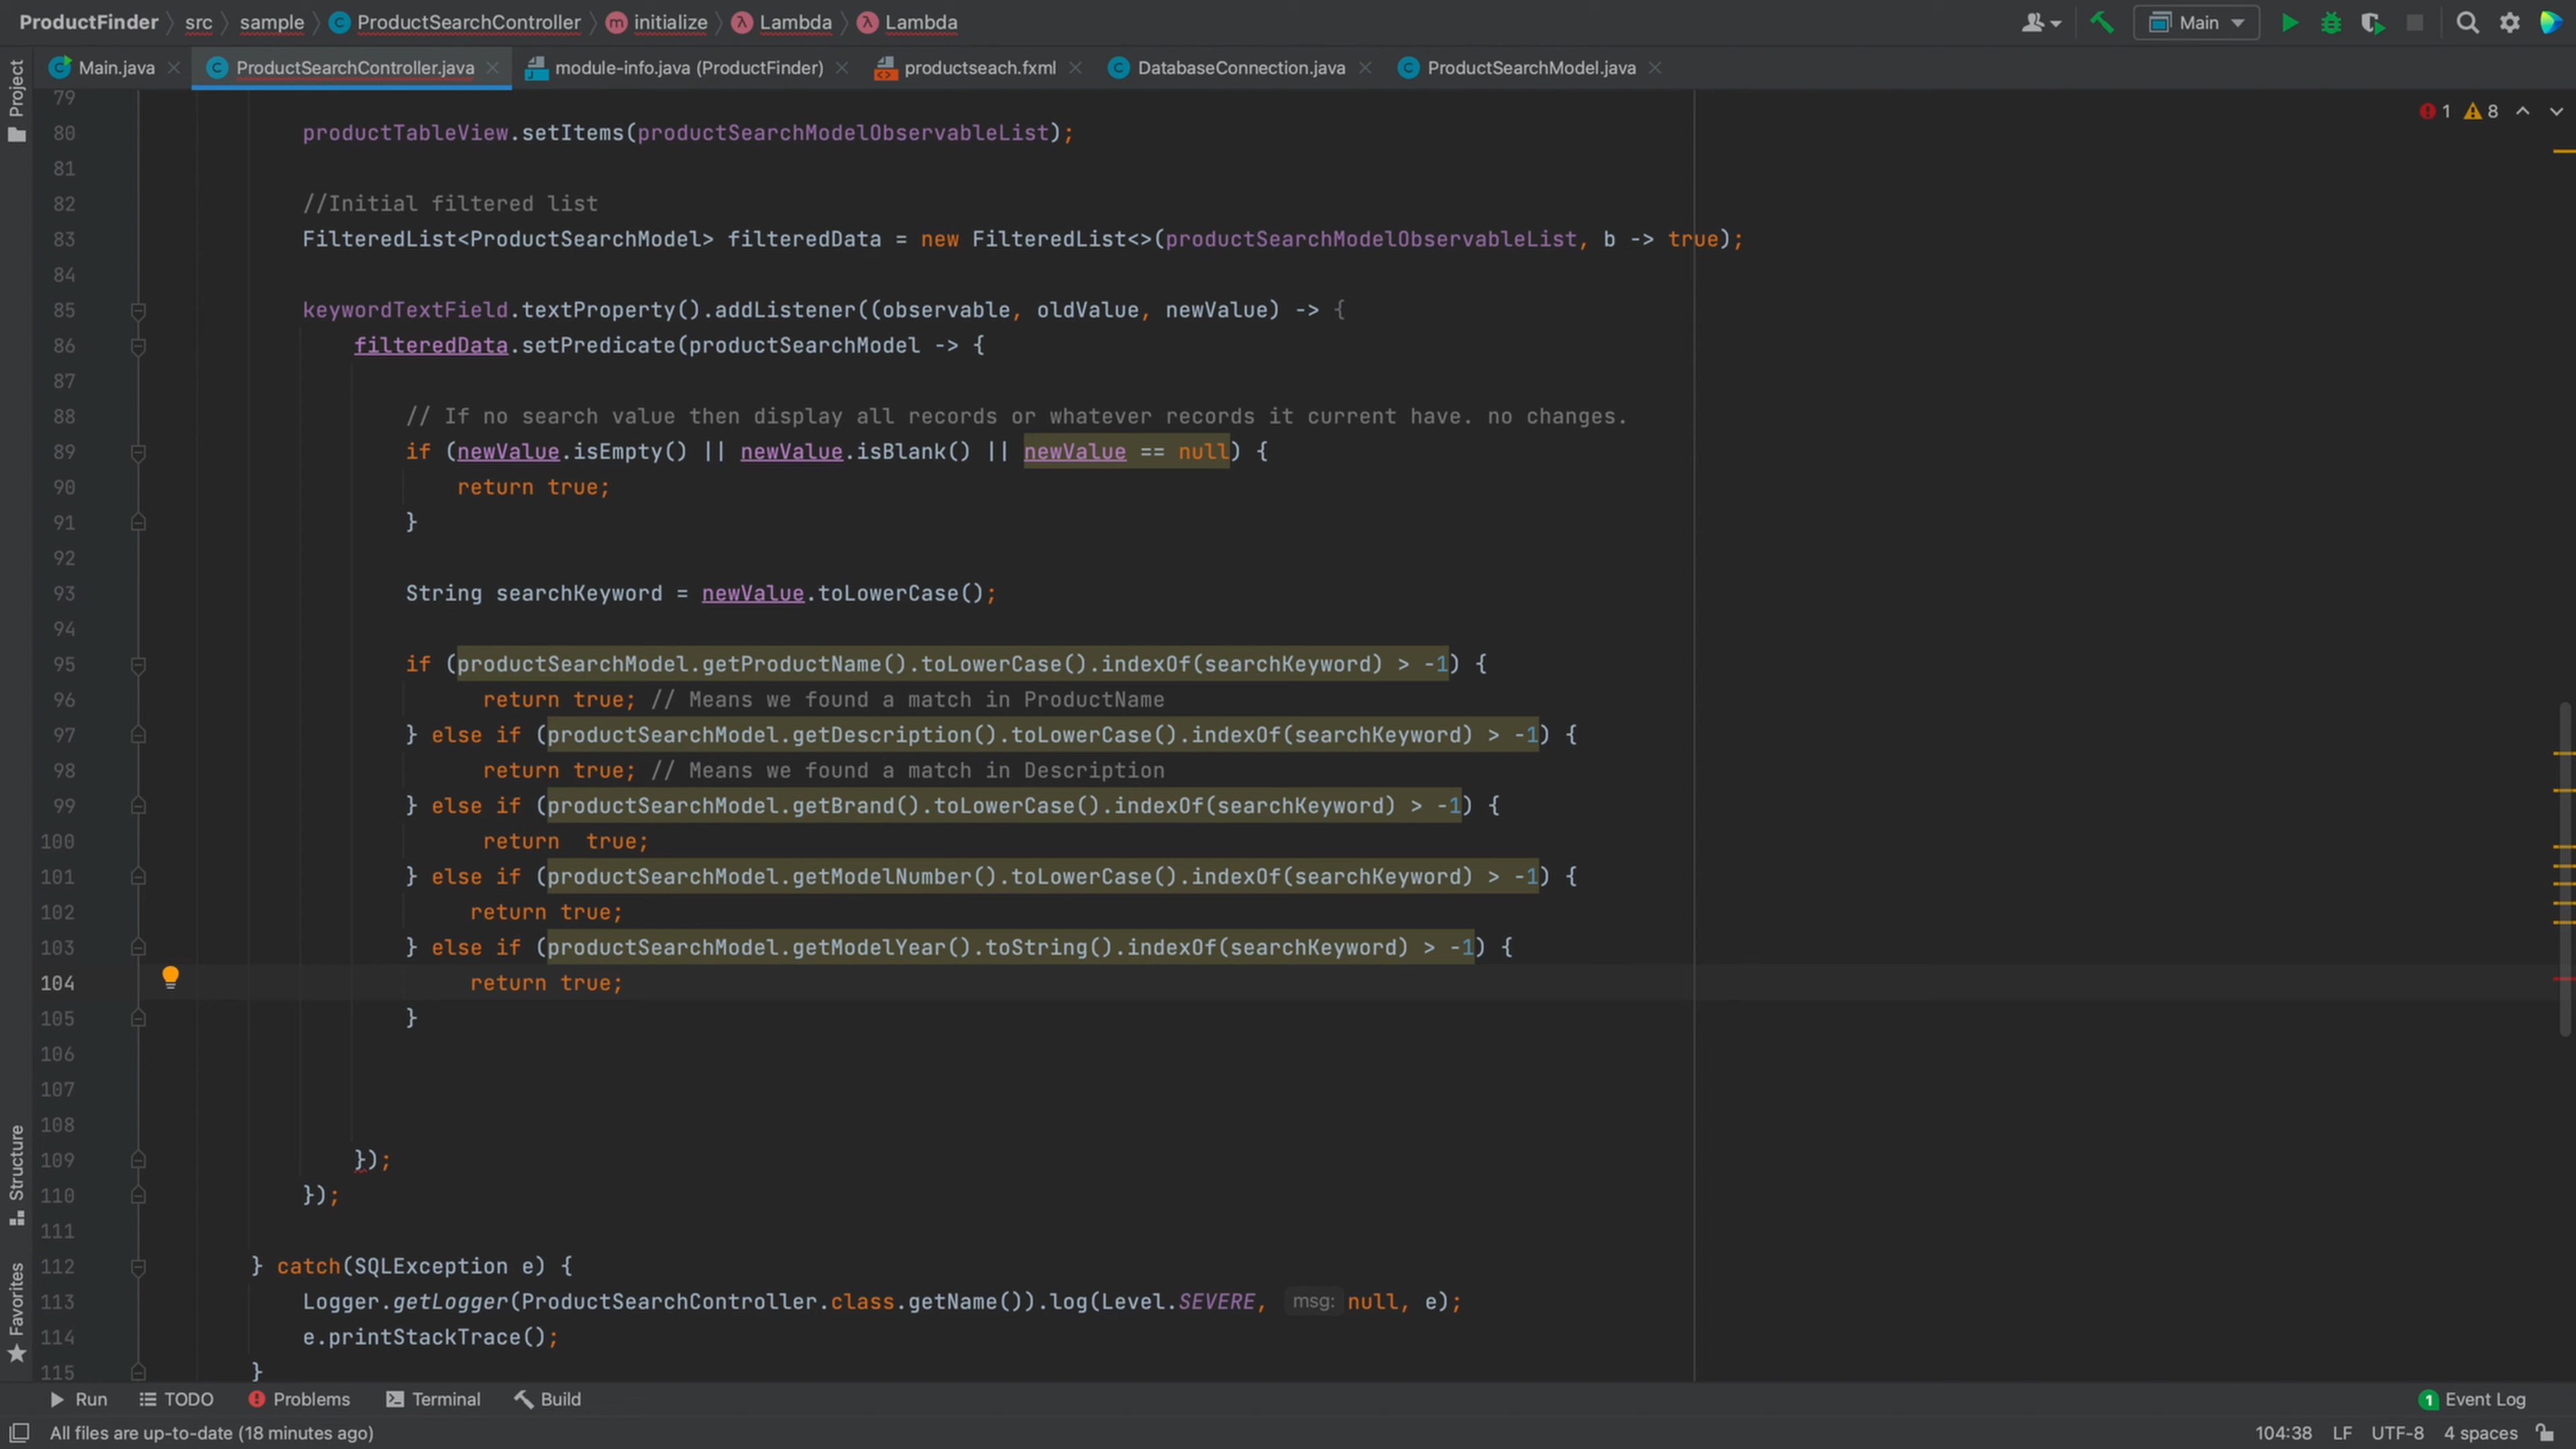 ProductFinder src sample ProductSearchController initialize Lambda Lambda Main
Main.java ProductSearchController.java module-info.java (ProductFinder) productseach.fxml DatabaseConnection.java ProductSearchModel.java
Project
1 8
79
80 productTableView.setItems(productSearchModelObservableList);
81
82 //Initial filtered list
83 FilteredList<ProductSearchModel> filteredData = new FilteredList<>(productSearchModelObservableList, b -> true);
84
85 keywordTextField.textProperty().addListener((observable, oldValue, newValue) -> {
86 filteredData.setPredicate(productSearchModel -> {
87
88 // If no search value then display all records or whatever records it current have. no changes.
89 if (newValue.isEmpty() || newValue.isBlank() || newValue == null) {
90 return true;
91 }
92
93 String searchKeyword = newValue.toLowerCase();
94
95 if (productSearchModel.getProductName().toLowerCase().indexOf(searchKeyword) > -1) {
96 return true; // Means we found a match in ProductName
97 } else if (productSearchModel.getDescription().toLowerCase().indexOf(searchKeyword) > -1) {
98 return true; // Means we found a match in Description
99 } else if (productSearchModel.getBrand().toLowerCase().indexOf(searchKeyword) > -1) {
100 return  true;
101 } else if (productSearchModel.getModelNumber().toLowerCase().indexOf(searchKeyword) > -1) {
102 return true;
103 } else if (productSearchModel.getModelYear().toString().indexOf(searchKeyword) > -1) {
104 return true;
105 }
106
107
108
109 });
110 });
111
112 } catch(SQLException e) {
113 Logger.getLogger(ProductSearchController.class.getName()).log(Level.SEVERE, msg: null, e);
114 e.printStackTrace();
115 }
Structure
Favorites
Run TODO Problems Terminal Build 1 Event Log
All files are up-to-date (18 minutes ago) 104:38 LF UTF-8 4 spaces